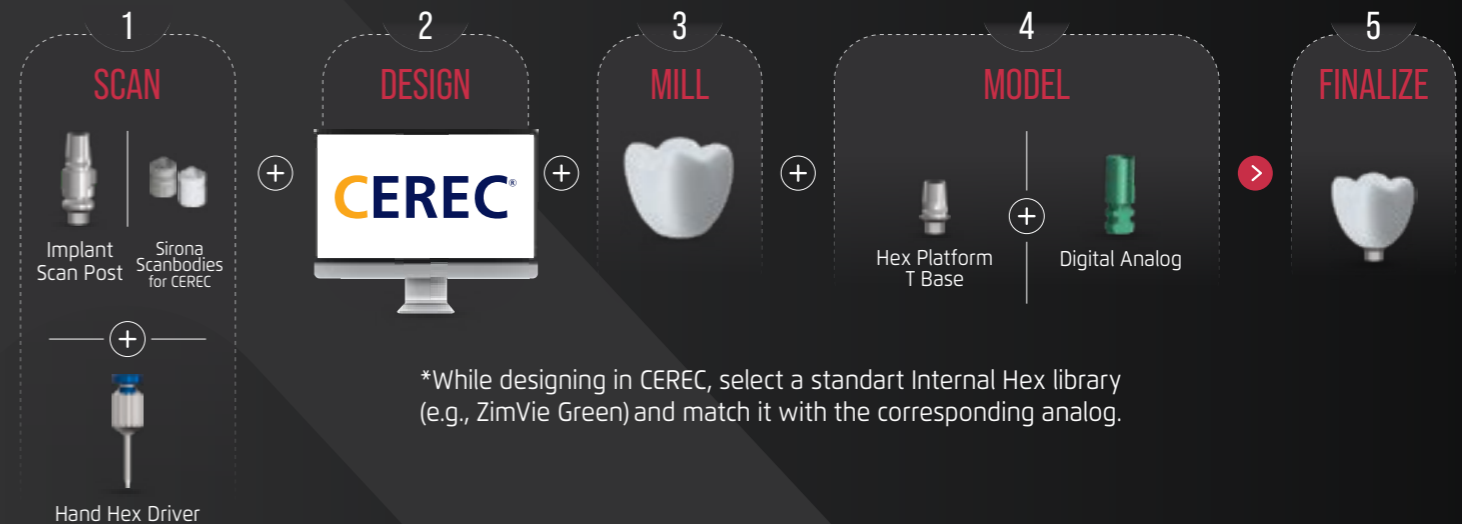 1
SCAN
Implant
Scan Post
Sirona
Scanbodies
for CEREC
Hand Hex Driver
2
DESIGN
CEREC®
3
MILL
4
MODEL
Hex Platform
T Base
Digital Analog
5
FINALIZE
*While designing in CEREC, select a standart Internal Hex library
(e.g., ZimVie Green) and match it with the corresponding analog.